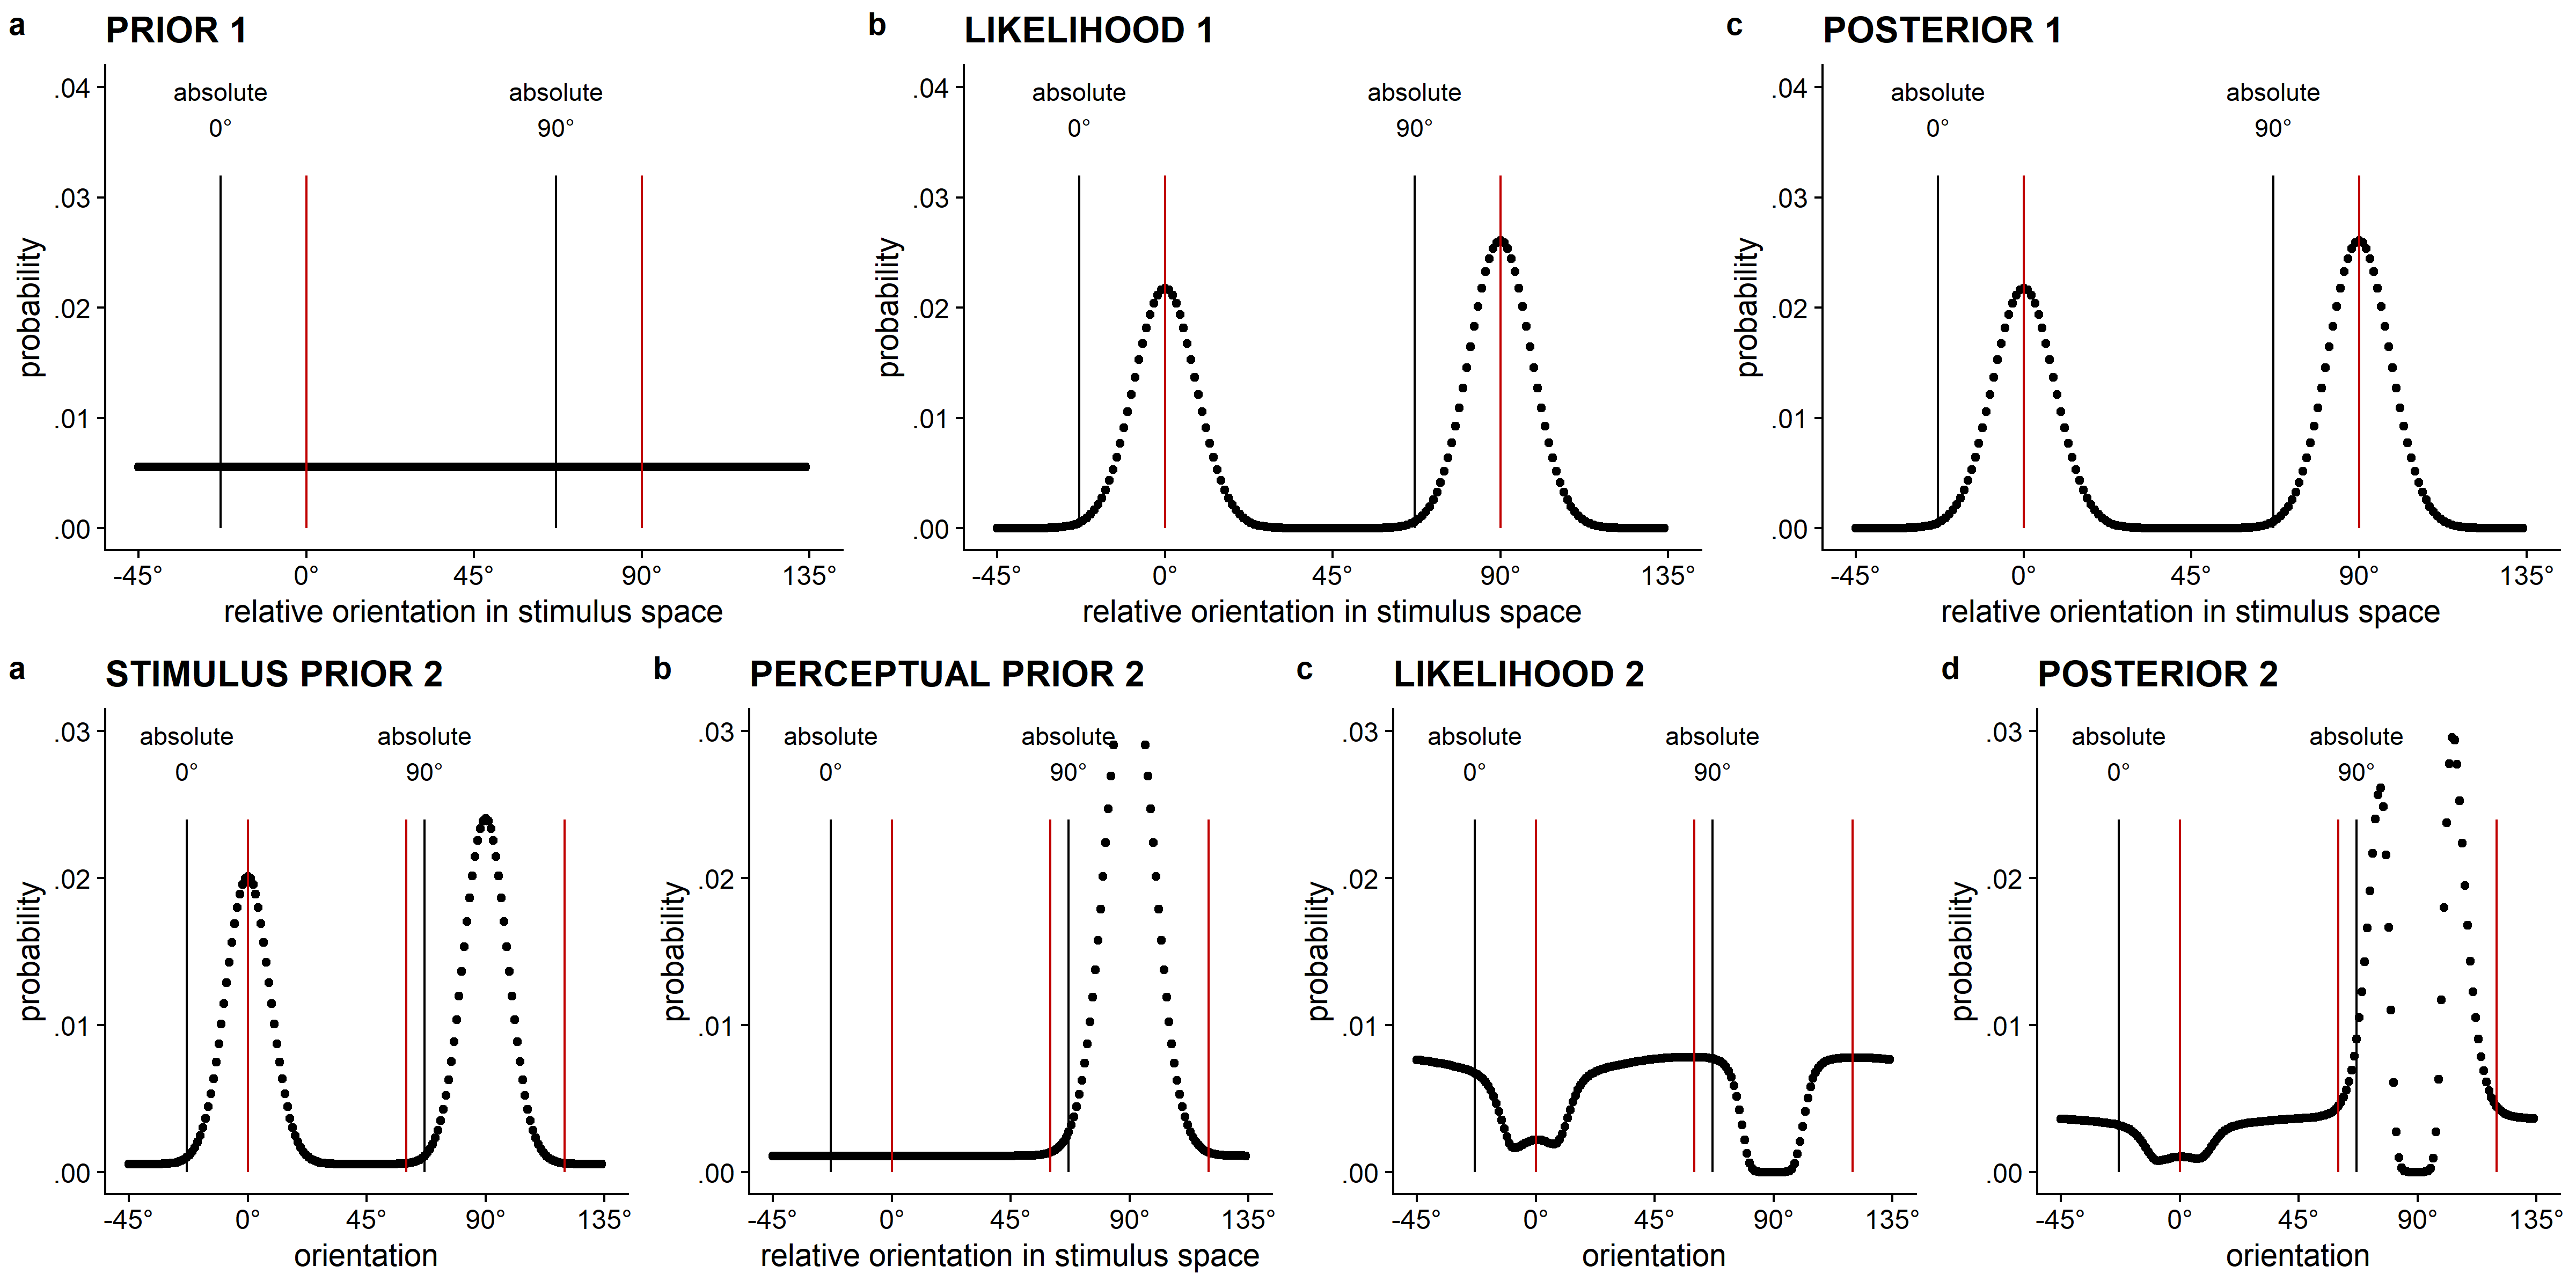 a PRIOR 1
.04
.03
.02
.01
.00
probability
absolute
0°
absolute
90°
-45° 0° 45° 90° 135°
relative orientation in stimulus space
b LIKELIHOOD 1
.04
.03
.02
.01
.00
probability
absolute
0°
absolute
90°
-45° 0° 45° 90° 135°
relative orientation in stimulus space
c POSTERIOR 1
.04
.03
.02
.01
.00
probability
absolute
0°
absolute
90°
-45° 0° 45° 90° 135°
relative orientation in stimulus space
a STIMULUS PRIOR 2
.03
.02
.01
.00
probability
absolute
0°
absolute
90°
-45° 0° 45° 90° 135°
orientation
b PERCEPTUAL PRIOR 2
.03
.02
.01
.00
probability
absolute
0°
absolute
90°
-45° 0° 45° 90° 135°
relative orientation in stimulus space
c LIKELIHOOD 2
.03
.02
.01
.00
probability
absolute
0°
absolute
90°
-45° 0° 45° 90° 135°
orientation
d POSTERIOR 2
.03
.02
.01
.00
probability
absolute
0°
absolute
90°
-45° 0° 45° 90° 135°
orientation